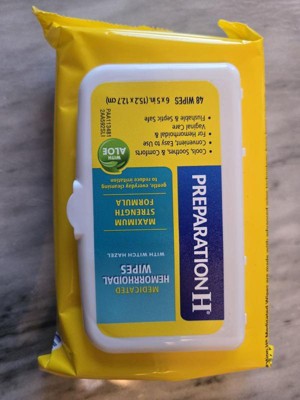 PREPARATION H®
MEDICATED
HEMORRHOIDAL
WIPES
WITH WITCH HAZEL
MAXIMUM
STRENGTH
FORMULA
gentle, everyday cleansing
to reduce irritation
WITH
ALOE
• Cools, Soothes, & Comforts
• Convenient, Easy to Use
• For Hemorrhoidal &
Vaginal Care
• Flushable & Septic Safe
48 WIPES 6 x 5 in. (15.2 x 12.7 cm)